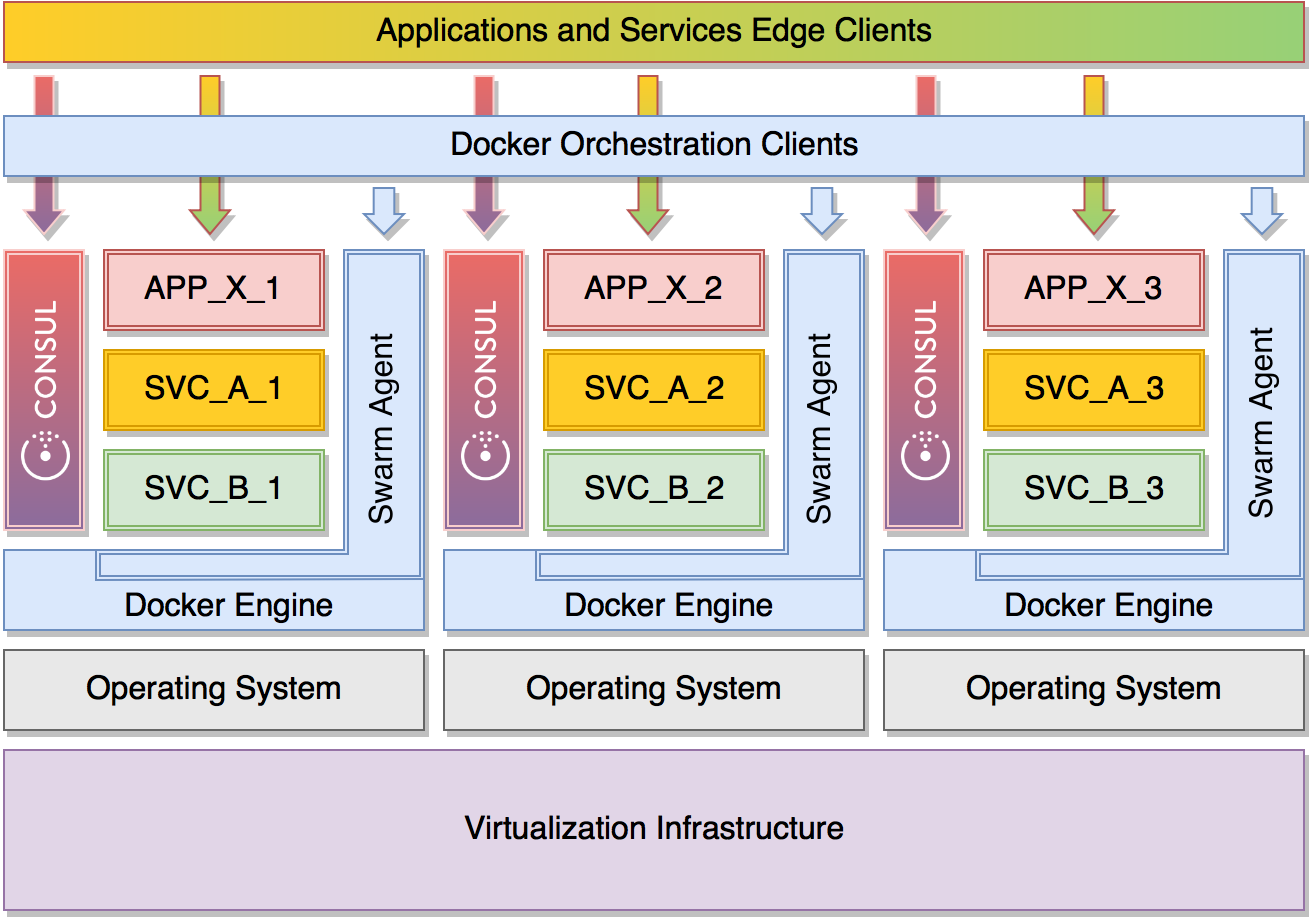 Applications and Services Edge Clients
Docker Orchestration Clients
CONSUL
APP_X_1
SVC_A_1
SVC_B_1
Swarm Agent
Docker Engine
Operating System
CONSUL
APP_X_2
SVC_A_2
SVC_B_2
Swarm Agent
Docker Engine
Operating System
CONSUL
APP_X_3
SVC_A_3
SVC_B_3
Swarm Agent
Docker Engine
Operating System
Virtualization Infrastructure